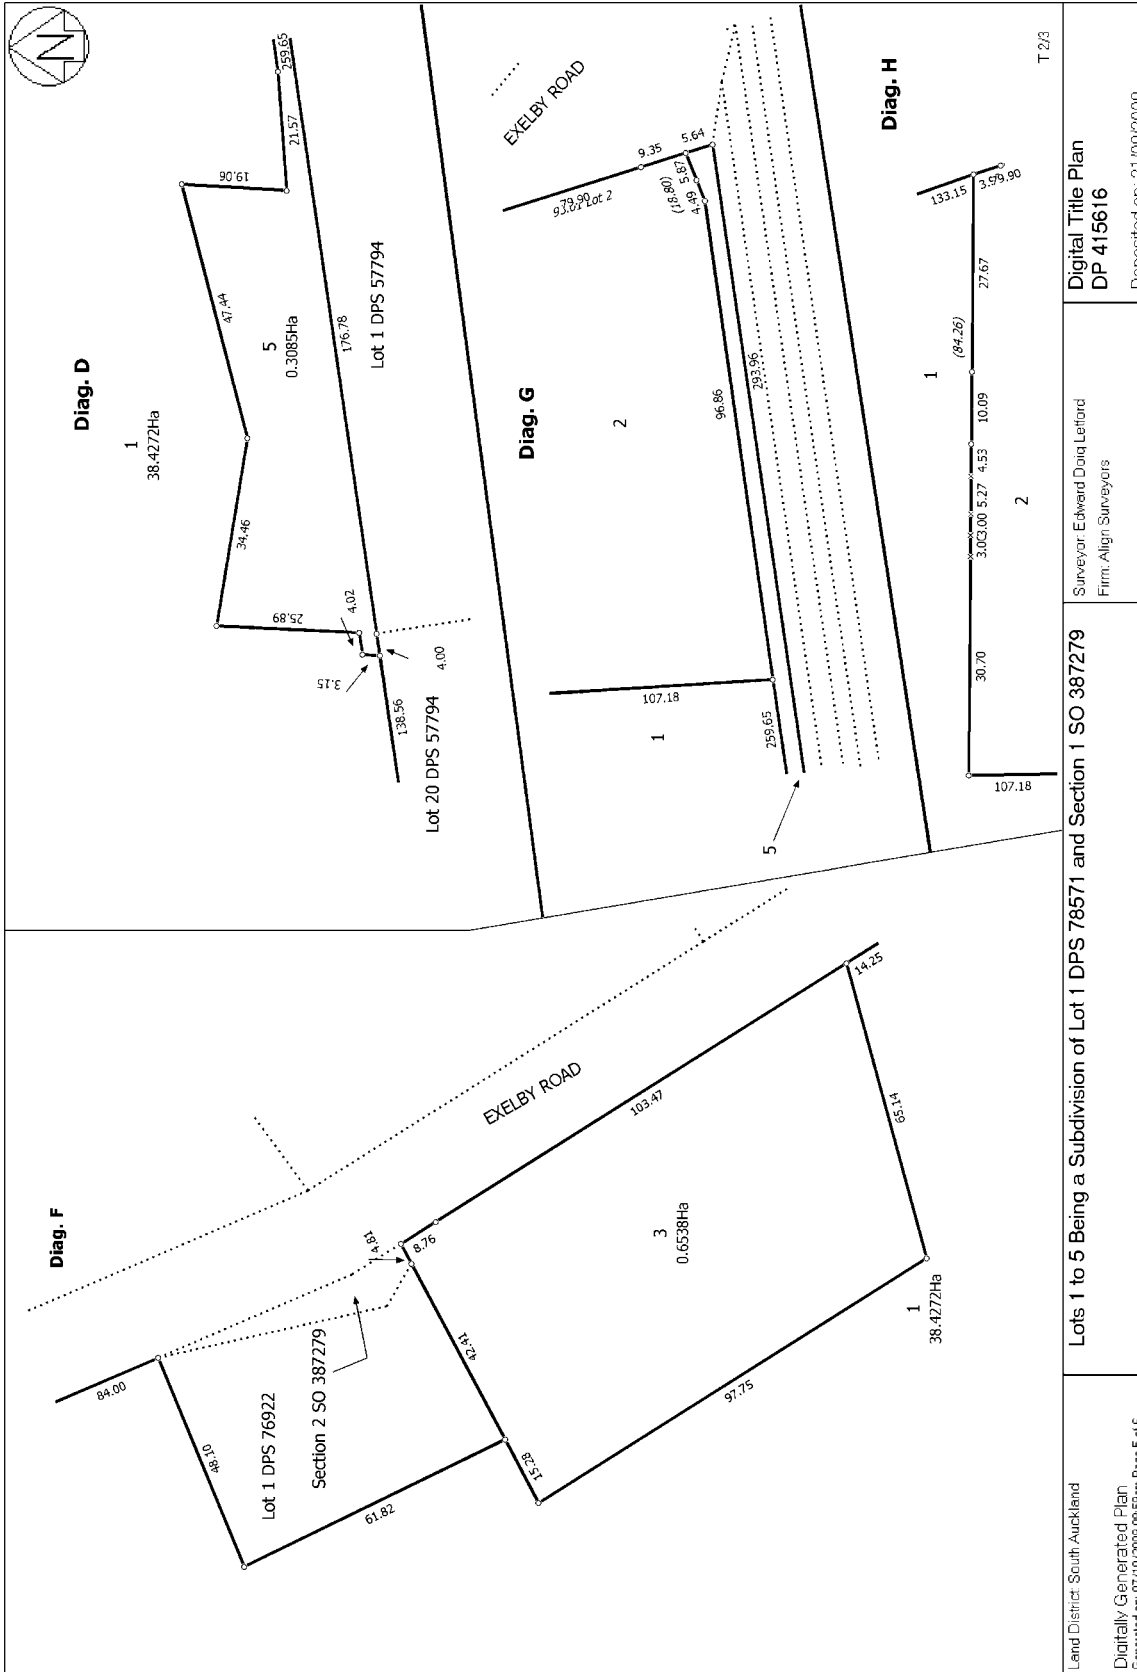 N
Diag. F
84.00
48.10
Lot 1 DPS 76922
Section 2 SO 387279
61.82
15.28
42.41
4.81
8.76
EXELBY ROAD
103.47
3
0.6538Ha
97.75
65.14
14.25
1
38.4272Ha
Diag. D
1
38.4272Ha
34.46
47.44
19.06
21.57
259.65
5
0.3085Ha
25.89
4.02
3.15
4.00
138.56
176.78
Lot 20 DPS 57794
Lot 1 DPS 57794
Diag. G
EXELBY ROAD
2
9.35
5.64
79.90
Lot 2
(18.80)
5.87
4.49
96.86
293.96
107.18
1
259.65
5
Diag. H
133.15
1
(84.26)
30.70
3.00
3.00
5.27
4.53
10.09
27.67
2
107.18
T 2/3
Land District: South Auckland
Digitally Generated Plan
Lots 1 to 5 Being a Subdivision of Lot 1 DPS 78571 and Section 1 SO 387279
Surveyor: Edward Doig Letford
Firm: Align Surveyors
Digital Title Plan
DP 415616